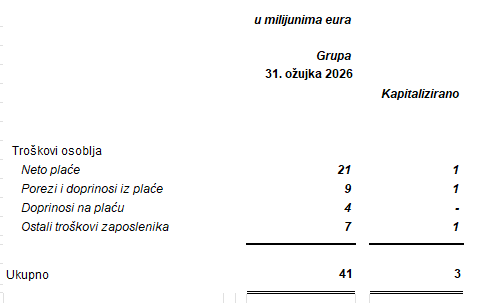 u milijunima eura
Grupa
31. ožujka 2026
Kapitalizirano
Troškovi osoblja
Neto plaće 21 1
Porezi i doprinosi iz plaće 9 1
Doprinosi na plaću 4 -
Ostali troškovi zaposlenika 7 1
Ukupno 41 3